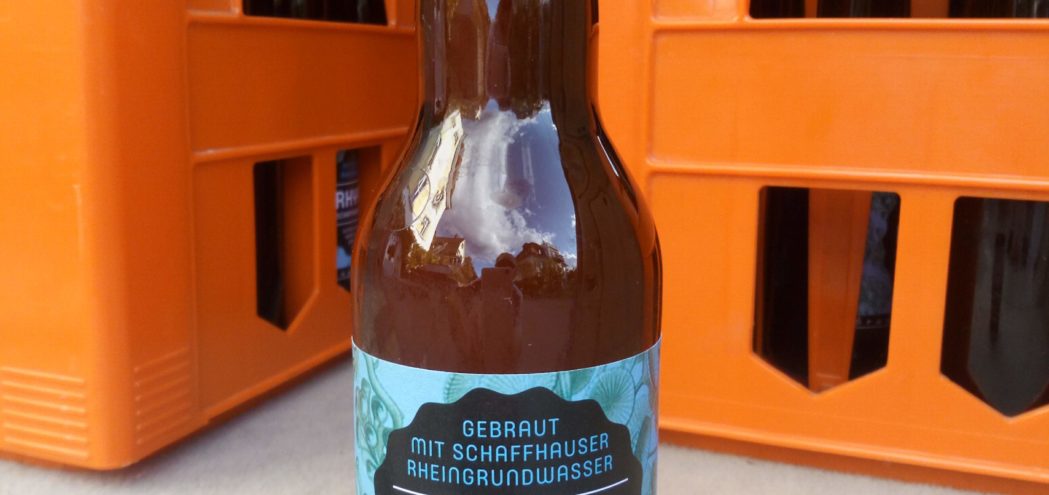 GEBRAUT
MIT SCHAFFHAUSER
RHEINGRUNDWASSER